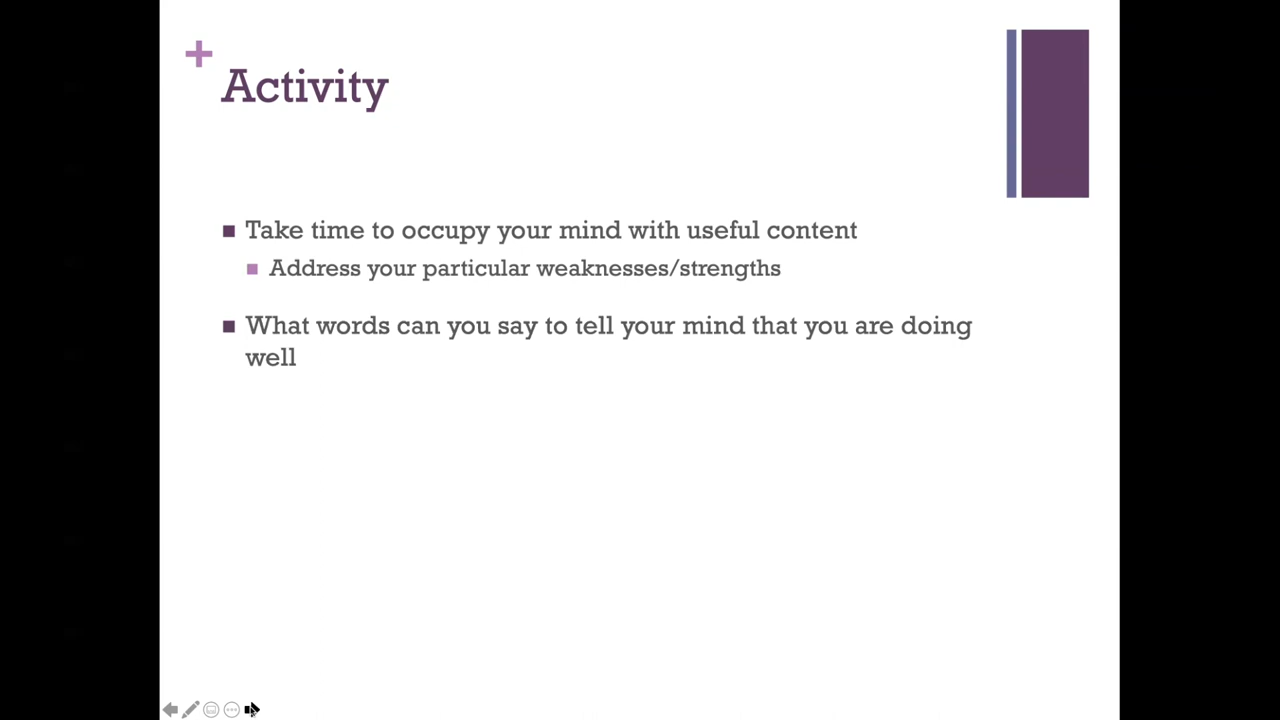 +
Activity
■ Take time to occupy your mind with useful content
■ Address your particular weaknesses/strengths
■ What words can you say to tell your mind that you are doing
well